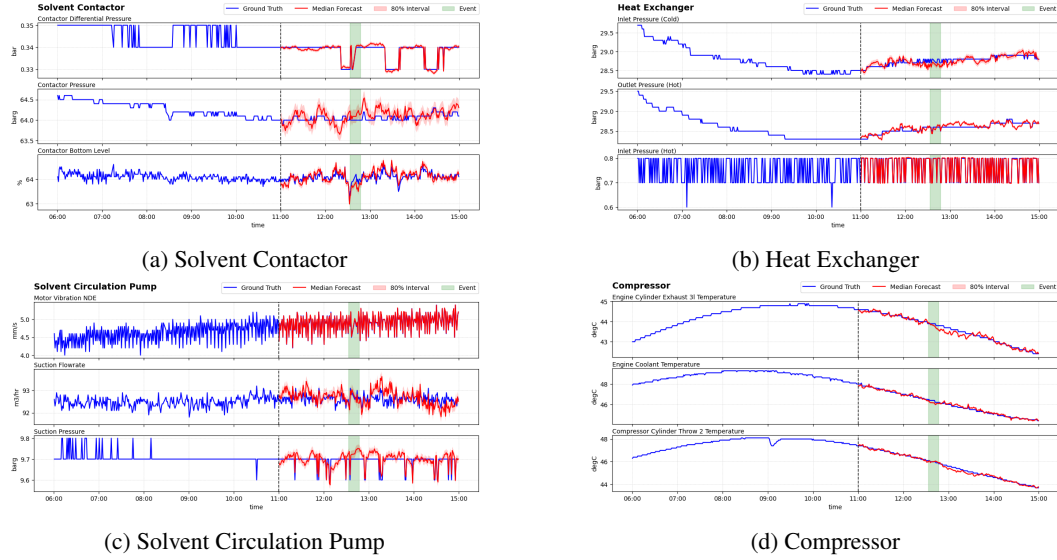 Solvent Contactor
Ground Truth Median Forecast 80% Interval Event
Contactor Differential Pressure
0.35
0.34
0.33
bar
Contactor Pressure
64.5
64.0
63.5
barg
Contactor Bottom Level
64
63
%
06:00 07:00 08:00 09:00 10:00 11:00 12:00 13:00 14:00 15:00
time
(a) Solvent Contactor
Heat Exchanger
Ground Truth Median Forecast 80% Interval Event
Inlet Pressure (Cold)
29.5
29.0
28.5
barg
Outlet Pressure (Hot)
29.5
28.5
barg
Inlet Pressure (Hot)
0.8
0.7
0.6
barg
06:00 07:00 08:00 09:00 10:00 11:00 12:00 13:00 14:00 15:00
time
(b) Heat Exchanger
Solvent Circulation Pump
Ground Truth Median Forecast 80% Interval Event
Motor Vibration NDE
5.0
4.5
4.0
mm/s
Suction Flowrate
93
92
m3/hr
Suction Pressure
9.8
9.7
9.6
barg
06:00 07:00 08:00 09:00 10:00 11:00 12:00 13:00 14:00 15:00
time
(c) Solvent Circulation Pump
Compressor
Ground Truth Median Forecast 80% Interval Event
Engine Cylinder Exhaust 3l Temperature
45
43
degC
Engine Coolant Temperature
48
46
degC
Compressor Cylinder Throw 2 Temperature
48
46
44
degC
06:00 07:00 08:00 09:00 10:00 11:00 12:00 13:00 14:00 15:00
time
(d) Compressor